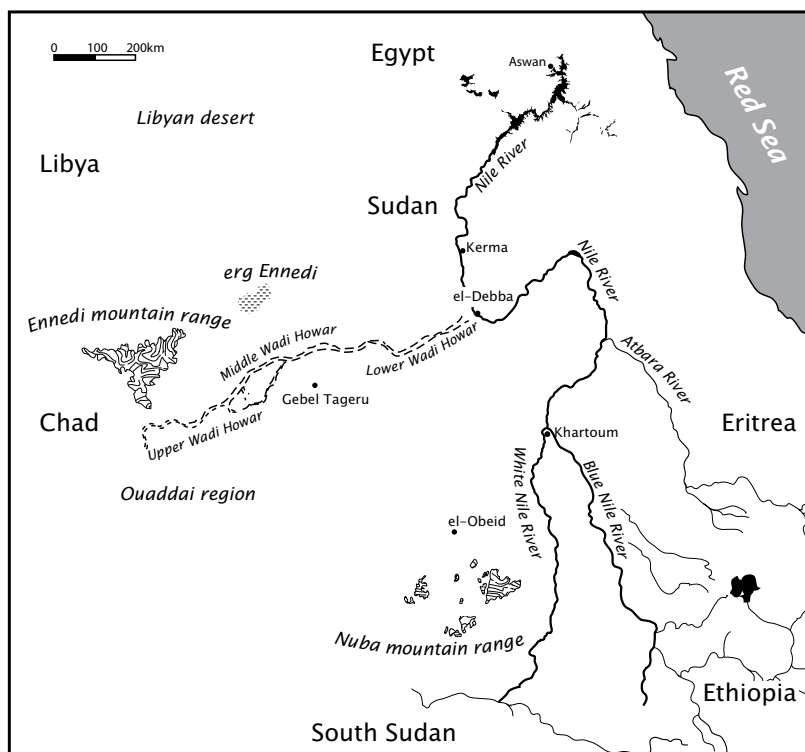 0 100 200km
Egypt
Aswan
Red Sea
Libyan desert
Libya
Nile River
Sudan
Kerma
Nile River
erg Ennedi
el-Debba
Ennedi mountain range
Middle Wadi Howar
Lower Wadi Howar
Atbara River
Gebel Tageru
Chad
Upper Wadi Howar
Khartoum
Eritrea
White Nile River
Blue Nile River
Ouaddai region
el-Obeid
Nuba mountain range
Ethiopia
South Sudan